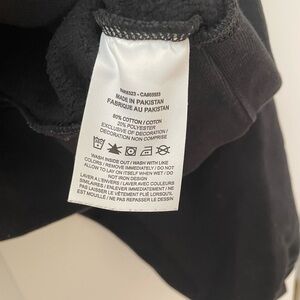 MADE IN PAKISTAN
FABRIQUÉ AU PAKISTAN
80% COTTON / COTON
20% POLYESTER
EXCLUSIVE OF DECORATION /
DECORATION NON COMPRISE
WASH INSIDE OUT / WASH WITH LIKE
COLORS / REMOVE IMMEDIATELY / DO NOT
ALLOW TO LAY ON ITSELF WHEN WET / DO
NOT IRON DESIGN
LAVER A L'ENVERS / LAVER AVEC COULEURS
SIMILAIRES / ENLEVER IMMEDIATEMENT / NE
PAS LAISSER LE VÊTEMENT PLIÉ LORSQU'IL
EST MOUILLÉ / NE PAS REPASSER LE DESSIN